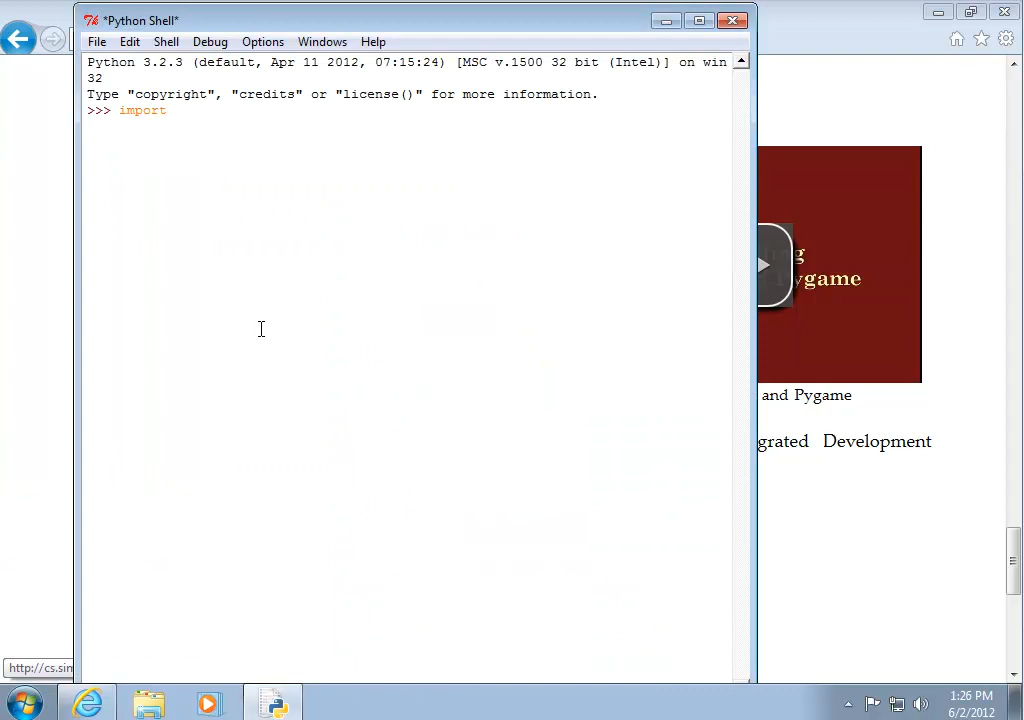 *Python Shell*
File Edit Shell Debug Options Windows Help
Python 3.2.3 (default, Apr 11 2012, 07:15:24) [MSC v.1500 32 bit (Intel)] on win
32
Type "copyright", "credits" or "license()" for more information.
>>> import
ygame
and Pygame
grated Development
http://cs.sin
1:26 PM
6/2/2012